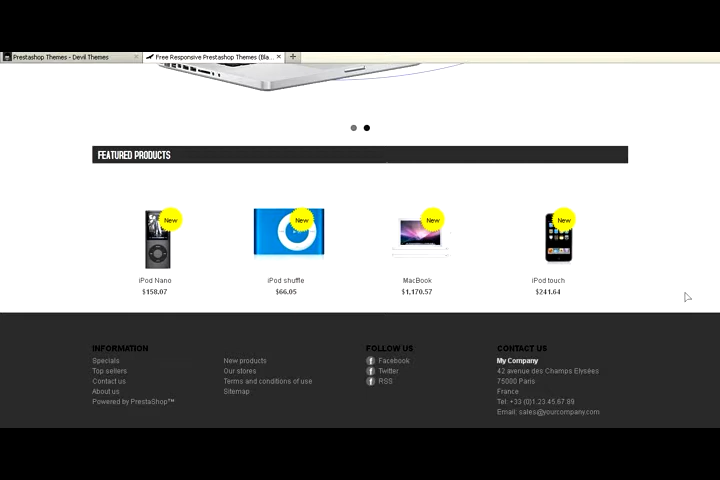 Prestashop Themes - Devil Themes
Free Responsive Prestashop Themes (Bla...
FEATURED PRODUCTS
New New New New
iPod Nano iPod shuffle MacBook iPod touch
$158.07 $66.05 $1,170.57 $241.64
INFORMATION
Specials
Top sellers
Contact us
About us
Powered by PrestaShop™
New products
Our stores
Terms and conditions of use
Sitemap
FOLLOW US
Facebook
Twitter
RSS
CONTACT US
My Company
42 avenue des Champs Elysées
75000 Paris
France
Tel: +33 (0)1.23.45.67.89
Email: sales@yourcompany.com